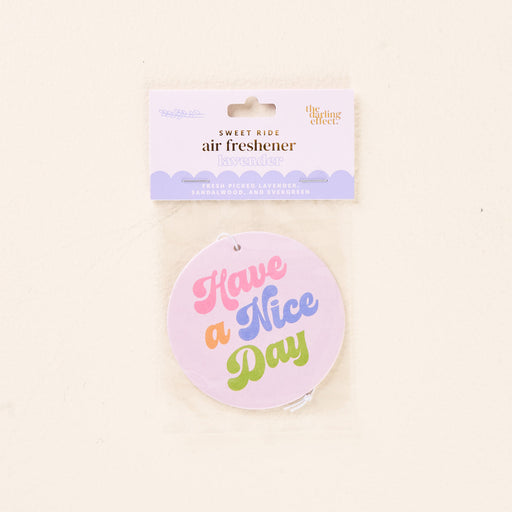 the
darling
effect.
SWEET RIDE
air freshener
lavender
FRESH PICKED LAVENDER,
SANDALWOOD, AND EVERGREEN
Have
a Nice
Day